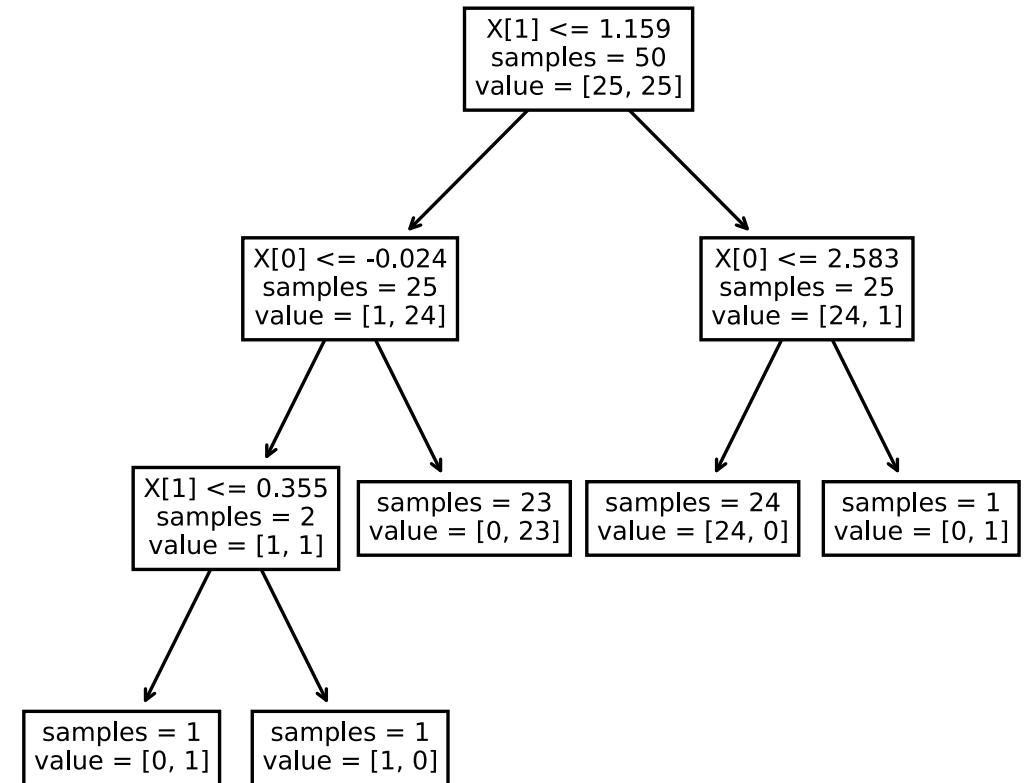 X[1] <= 1.159
samples = 50
value = [25, 25]
X[0] <= -0.024
samples = 25
value = [1, 24]
X[0] <= 2.583
samples = 25
value = [24, 1]
X[1] <= 0.355
samples = 2
value = [1, 1]
samples = 23
value = [0, 23]
samples = 24
value = [24, 0]
samples = 1
value = [0, 1]
samples = 1
value = [0, 1]
samples = 1
value = [1, 0]